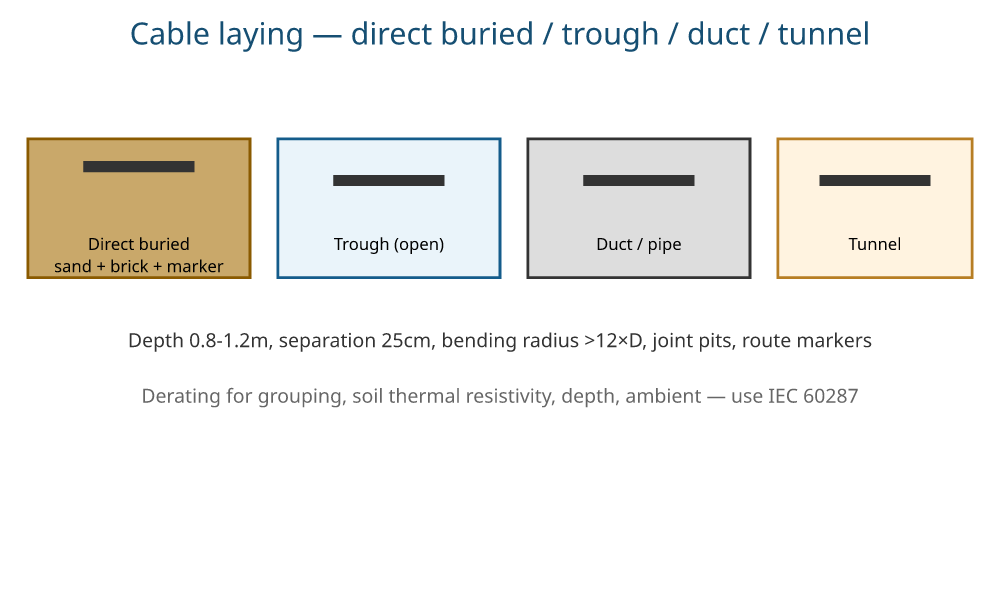 Cable laying — direct buried / trough / duct / tunnel
Direct buried
sand + brick + marker
Trough (open)
Duct / pipe
Tunnel
Depth 0.8-1.2m, separation 25cm, bending radius >12×D, joint pits, route markers
Derating for grouping, soil thermal resistivity, depth, ambient — use IEC 60287